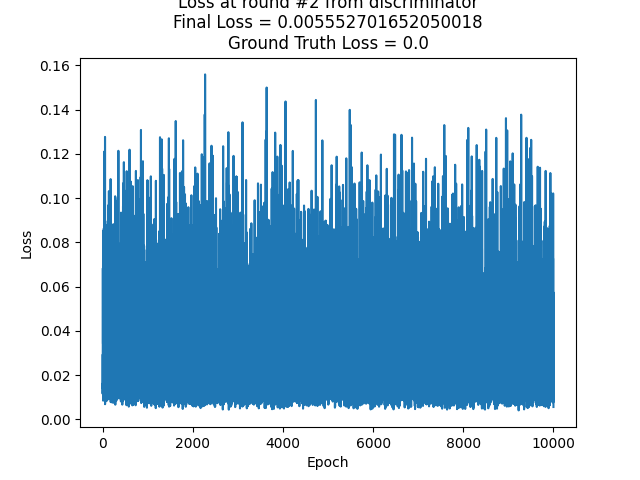 Loss at round #2 from discriminator
Final Loss = 0.005552701652050018
Ground Truth Loss = 0.0
0.16
0.14
0.12
0.10
0.08
0.06
0.04
0.02
0.00
Loss
0 2000 4000 6000 8000 10000
Epoch